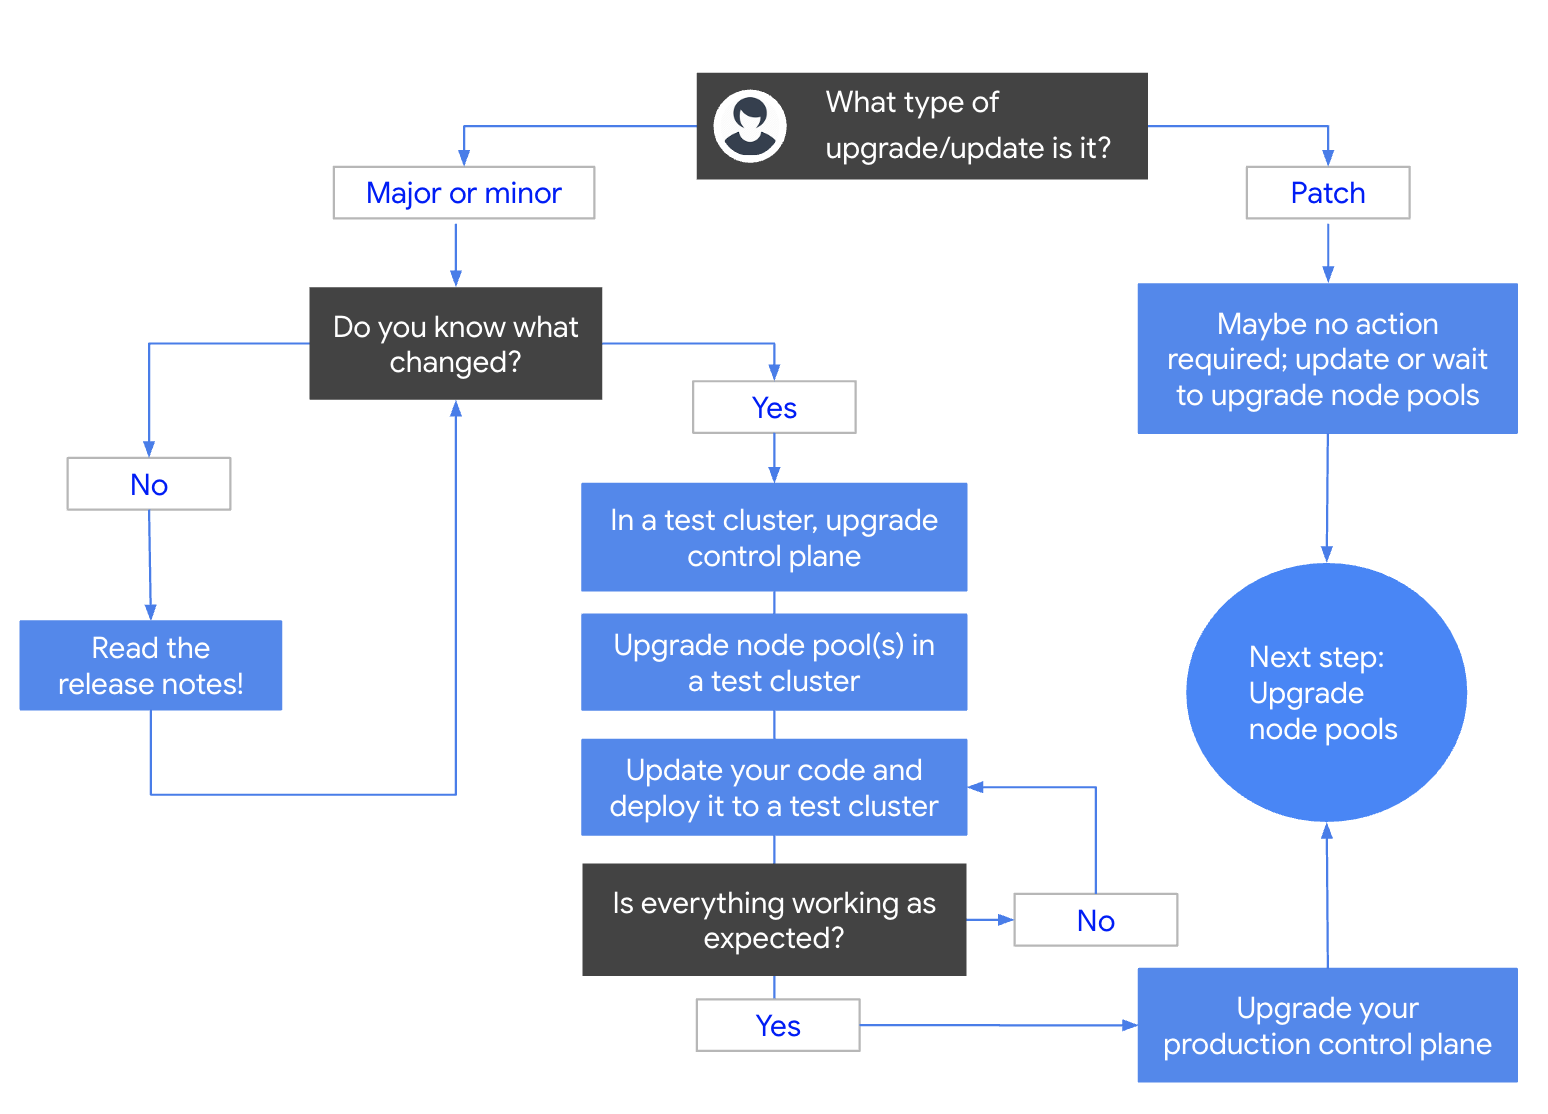 What type of
upgrade/update is it?
Major or minor
Patch
Do you know what
changed?
Maybe no action
required; update or wait
to upgrade node pools
Yes
No
In a test cluster, upgrade
control plane
Read the
release notes!
Upgrade node pool(s) in
a test cluster
Next step:
Upgrade
node pools
Update your code and
deploy it to a test cluster
Is everything working as
expected?
No
Yes
Upgrade your
production control plane